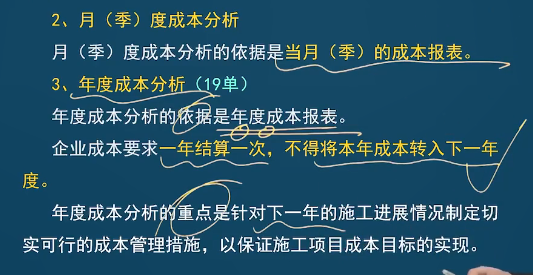 2、月（季）度成本分析
月（季）度成本分析的依据是当月（季）的成本报表。
3、年度成本分析（19单）
年度成本分析的依据是年度成本报表。
企业成本要求一年结算一次，不得将本年成本转入下一年
度。
年度成本分析的重点是针对下一年的施工进展情况制定切
实可行的成本管理措施，以保证施工项目成本目标的实现。